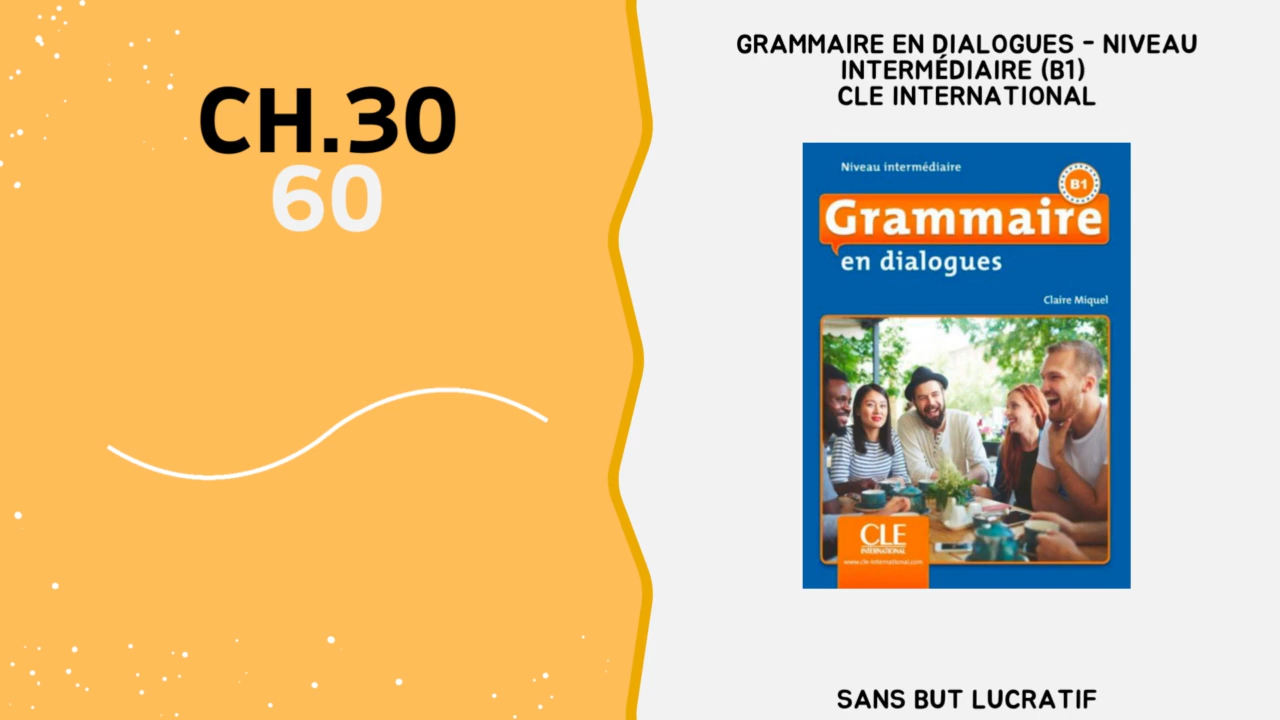 CH.30
60
GRAMMAIRE EN DIALOGUES - NIVEAU
INTERMÉDIAIRE (B1)
CLE INTERNATIONAL
Niveau intermédiaire
B1
Grammaire
en dialogues
Claire Miquel
CLE
INTERNATIONAL
www.cle-international.com
SANS BUT LUCRATIF